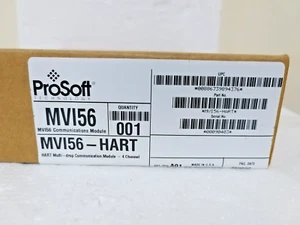 ProSoft
TECHNOLOGY
MVI56
MVI56 Communications Module
QUANTITY
001
MVI56-HART
HART Multi-drop Communication Module - 4 Channel
UPC
Part No
*MVI56-HART*
Serial No
MADE IN U.S.A.